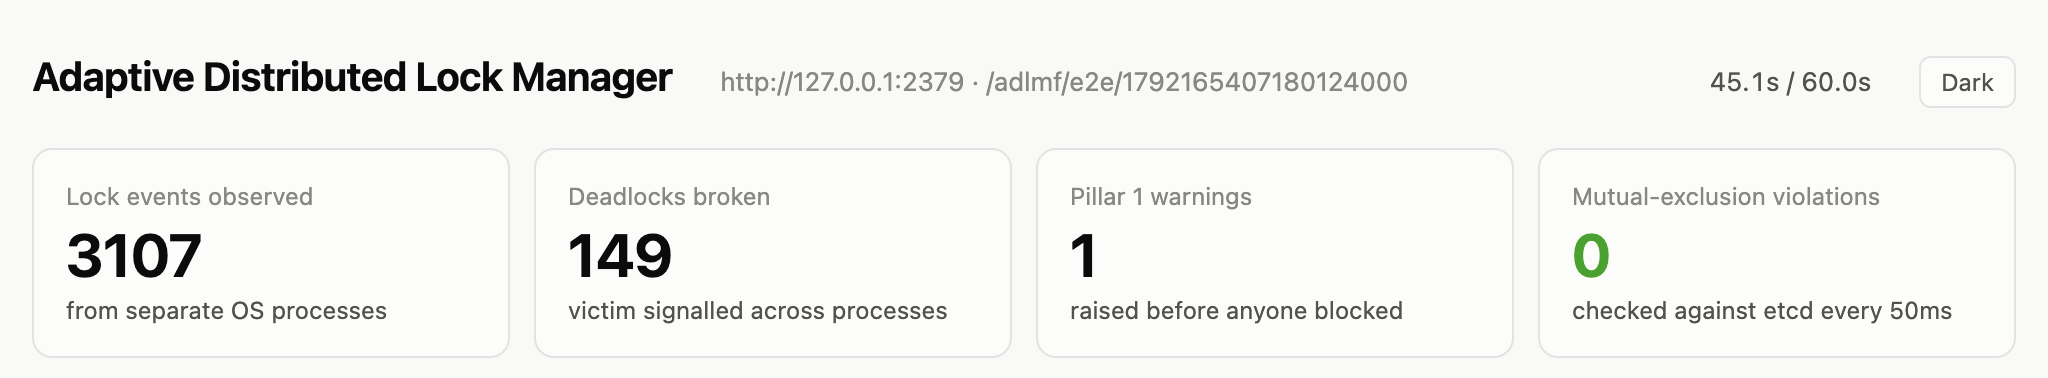 Adaptive Distributed Lock Manager
http://127.0.0.1:2379 · /adlmf/e2e/1792165407180124000
45.1s / 60.0s
Dark
Lock events observed
3107
from separate OS processes
Deadlocks broken
149
victim signalled across processes
Pillar 1 warnings
1
raised before anyone blocked
Mutual-exclusion violations
0
checked against etcd every 50ms